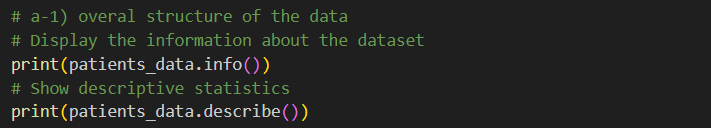 # a-1) overal structure of the data
# Display the information about the dataset
print(patients_data.info())
# Show descriptive statistics
print(patients_data.describe())